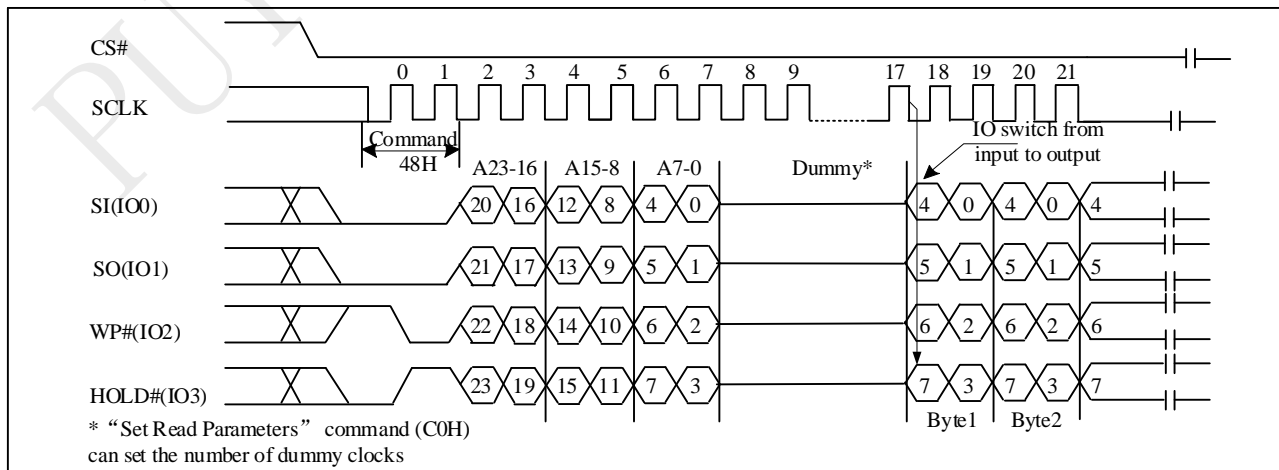 PUY
CS#
0 1 2 3 4 5 6 7 8 9 17 18 19 20 21
SCLK
Command
48H
IO switch from
input to output
A23-16 A15-8 A7-0 Dummy*
SI(IO0) 20 16 12 8 4 0 4 0 4 0 4
SO(IO1) 21 17 13 9 5 1 5 1 5 1 5
WP#(IO2) 22 18 14 10 6 2 6 2 6 2 6
HOLD#(IO3) 23 19 15 11 7 3 7 3 7 3 7
Byte1 Byte2
* “Set Read Parameters” command (C0H)
can set the number of dummy clocks